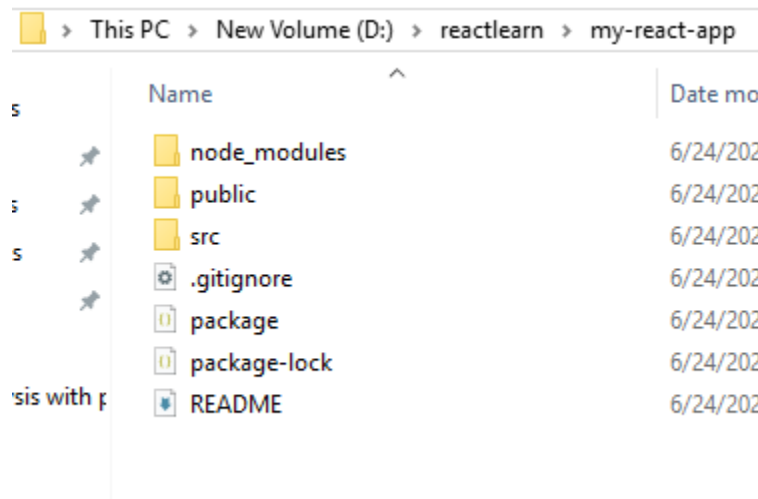 This PC > New Volume (D:) > reactlearn > my-react-app
Name Date mo
s
node_modules 6/24/202
public 6/24/202
s
src 6/24/202
s
.gitignore 6/24/202
package 6/24/202
package-lock 6/24/202
ysis with p
README 6/24/202